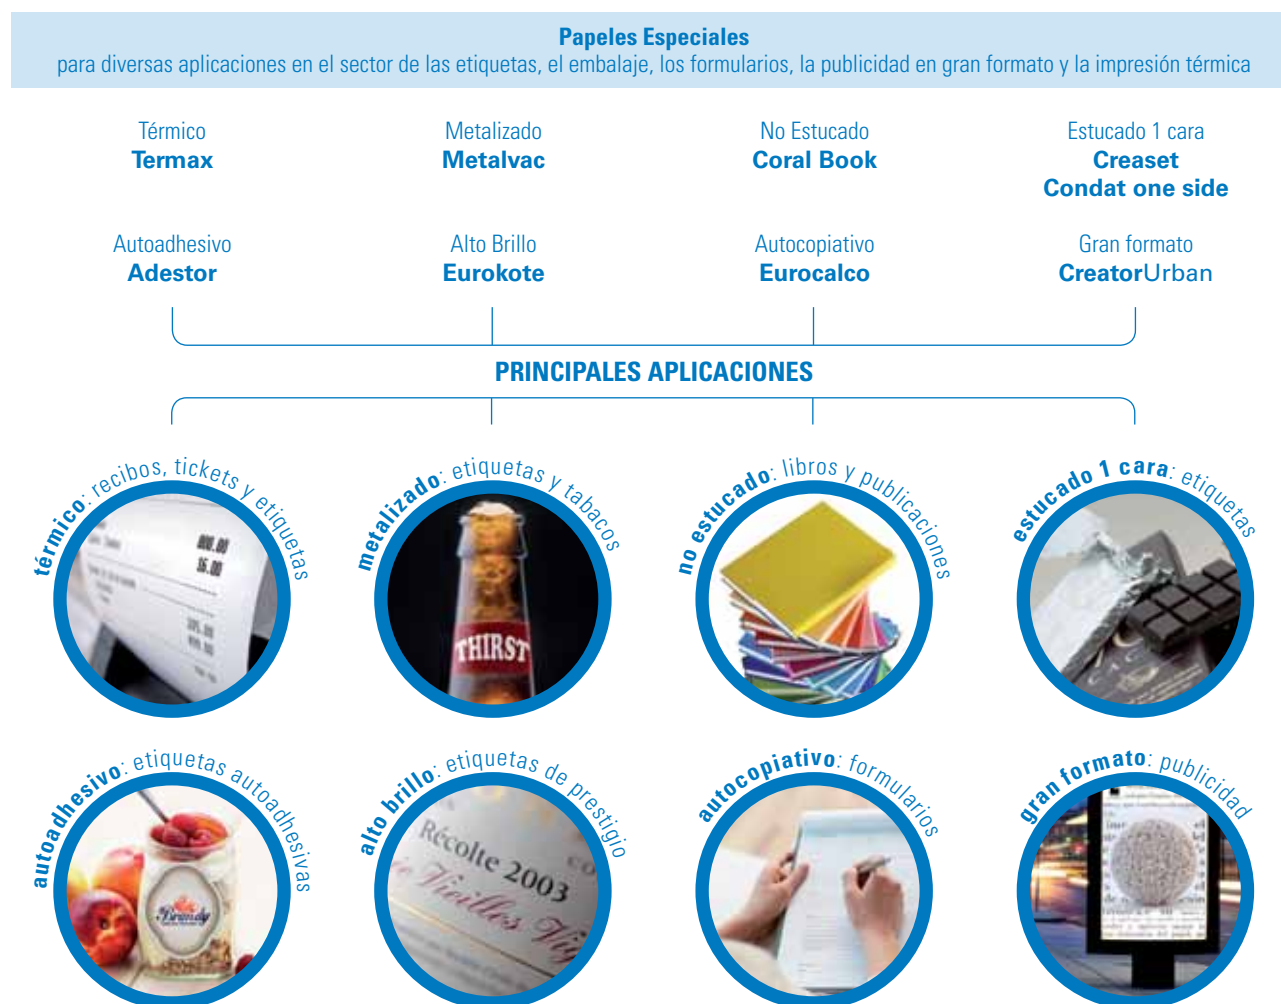 Papeles Especiales
para diversas aplicaciones en el sector de las etiquetas, el embalaje, los formularios, la publicidad en gran formato y la impresión térmica
Térmico
Termax
Metalizado
Metalvac
No Estucado
Coral Book
Estucado 1 cara
Creaset
Condat one side
Autoadhesivo
Adestor
Alto Brillo
Eurokote
Autocopiativo
Eurocalco
Gran formato
CreatorUrban
PRINCIPALES APLICACIONES
térmico: recibos, tickets y etiquetas
metalizado: etiquetas y tabacos
THIRST
no estucado: libros y publicaciones
estucado 1 cara: etiquetas
autoadhesivo: etiquetas autoadhesivas
Brandy
alto brillo: etiquetas de prestigio
Récolte 2003
Vieilles
autocopiativo: formularios
gran formato: publicidad